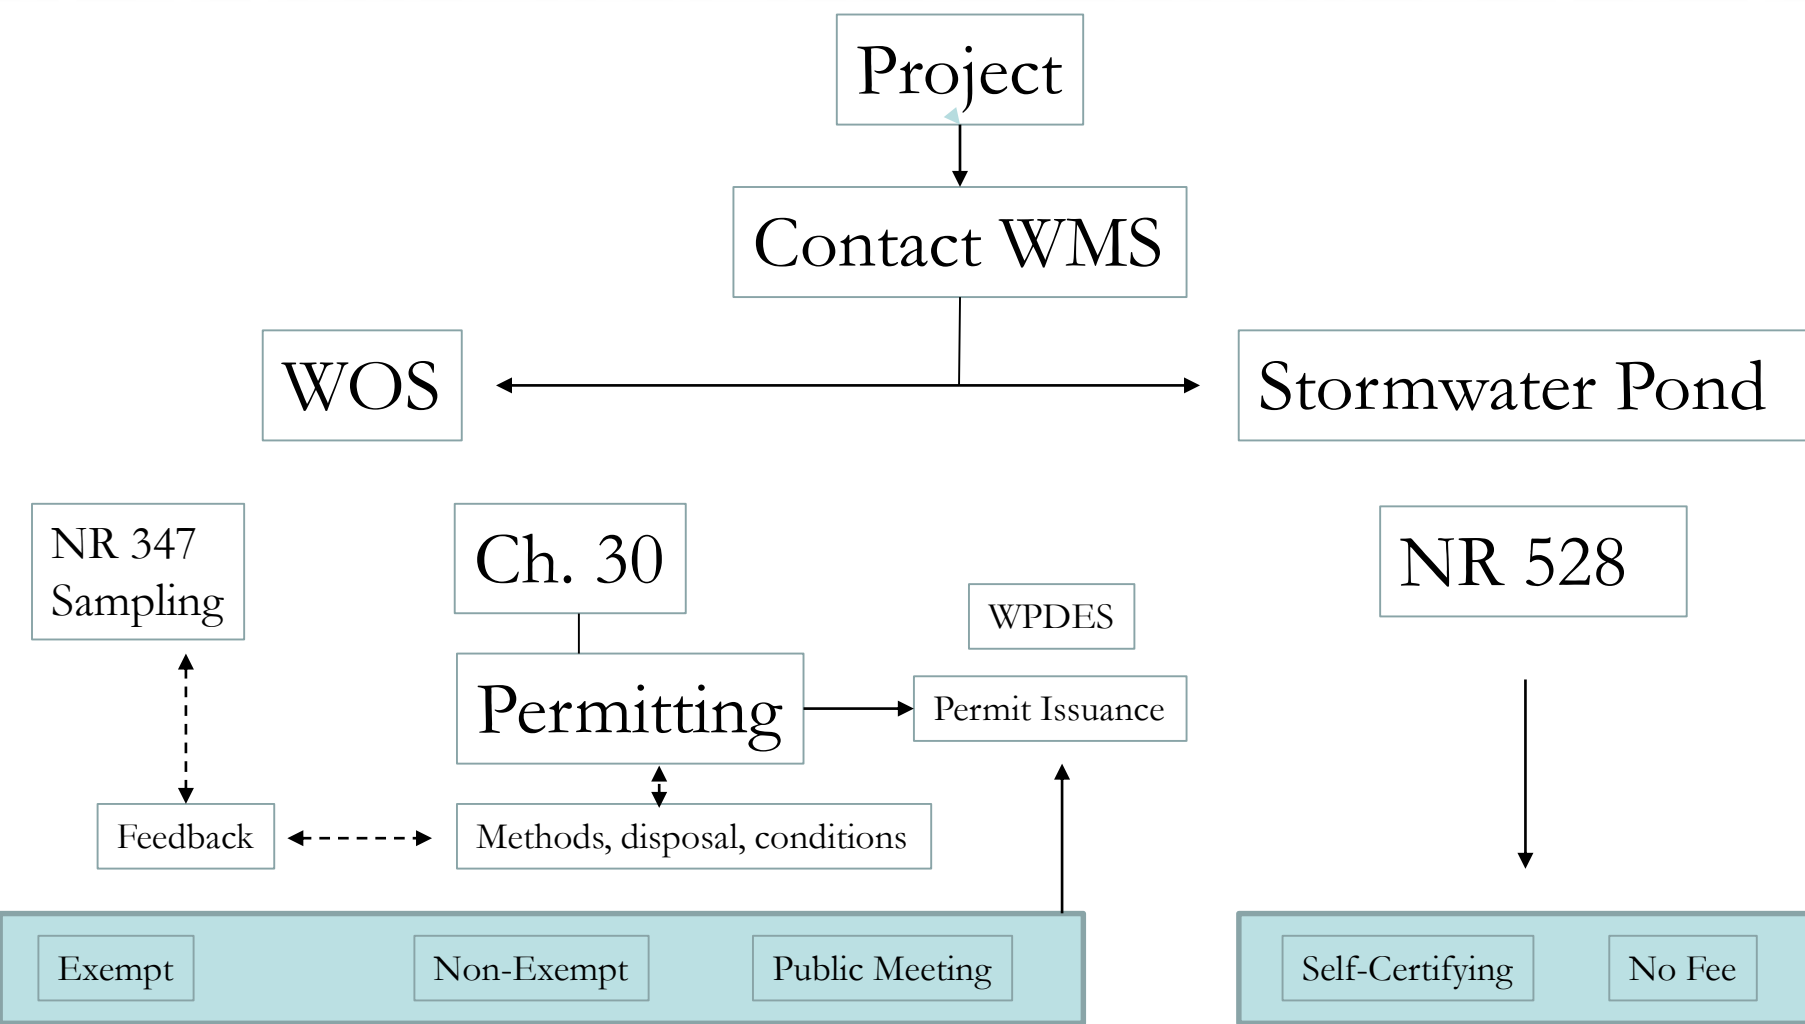 Project
Contact WMS
WOS
Stormwater Pond
NR 347
Sampling
Ch. 30
NR 528
WPDES
Permitting
Permit Issuance
Feedback
Methods, disposal, conditions
Exempt
Non-Exempt
Public Meeting
Self-Certifying
No Fee